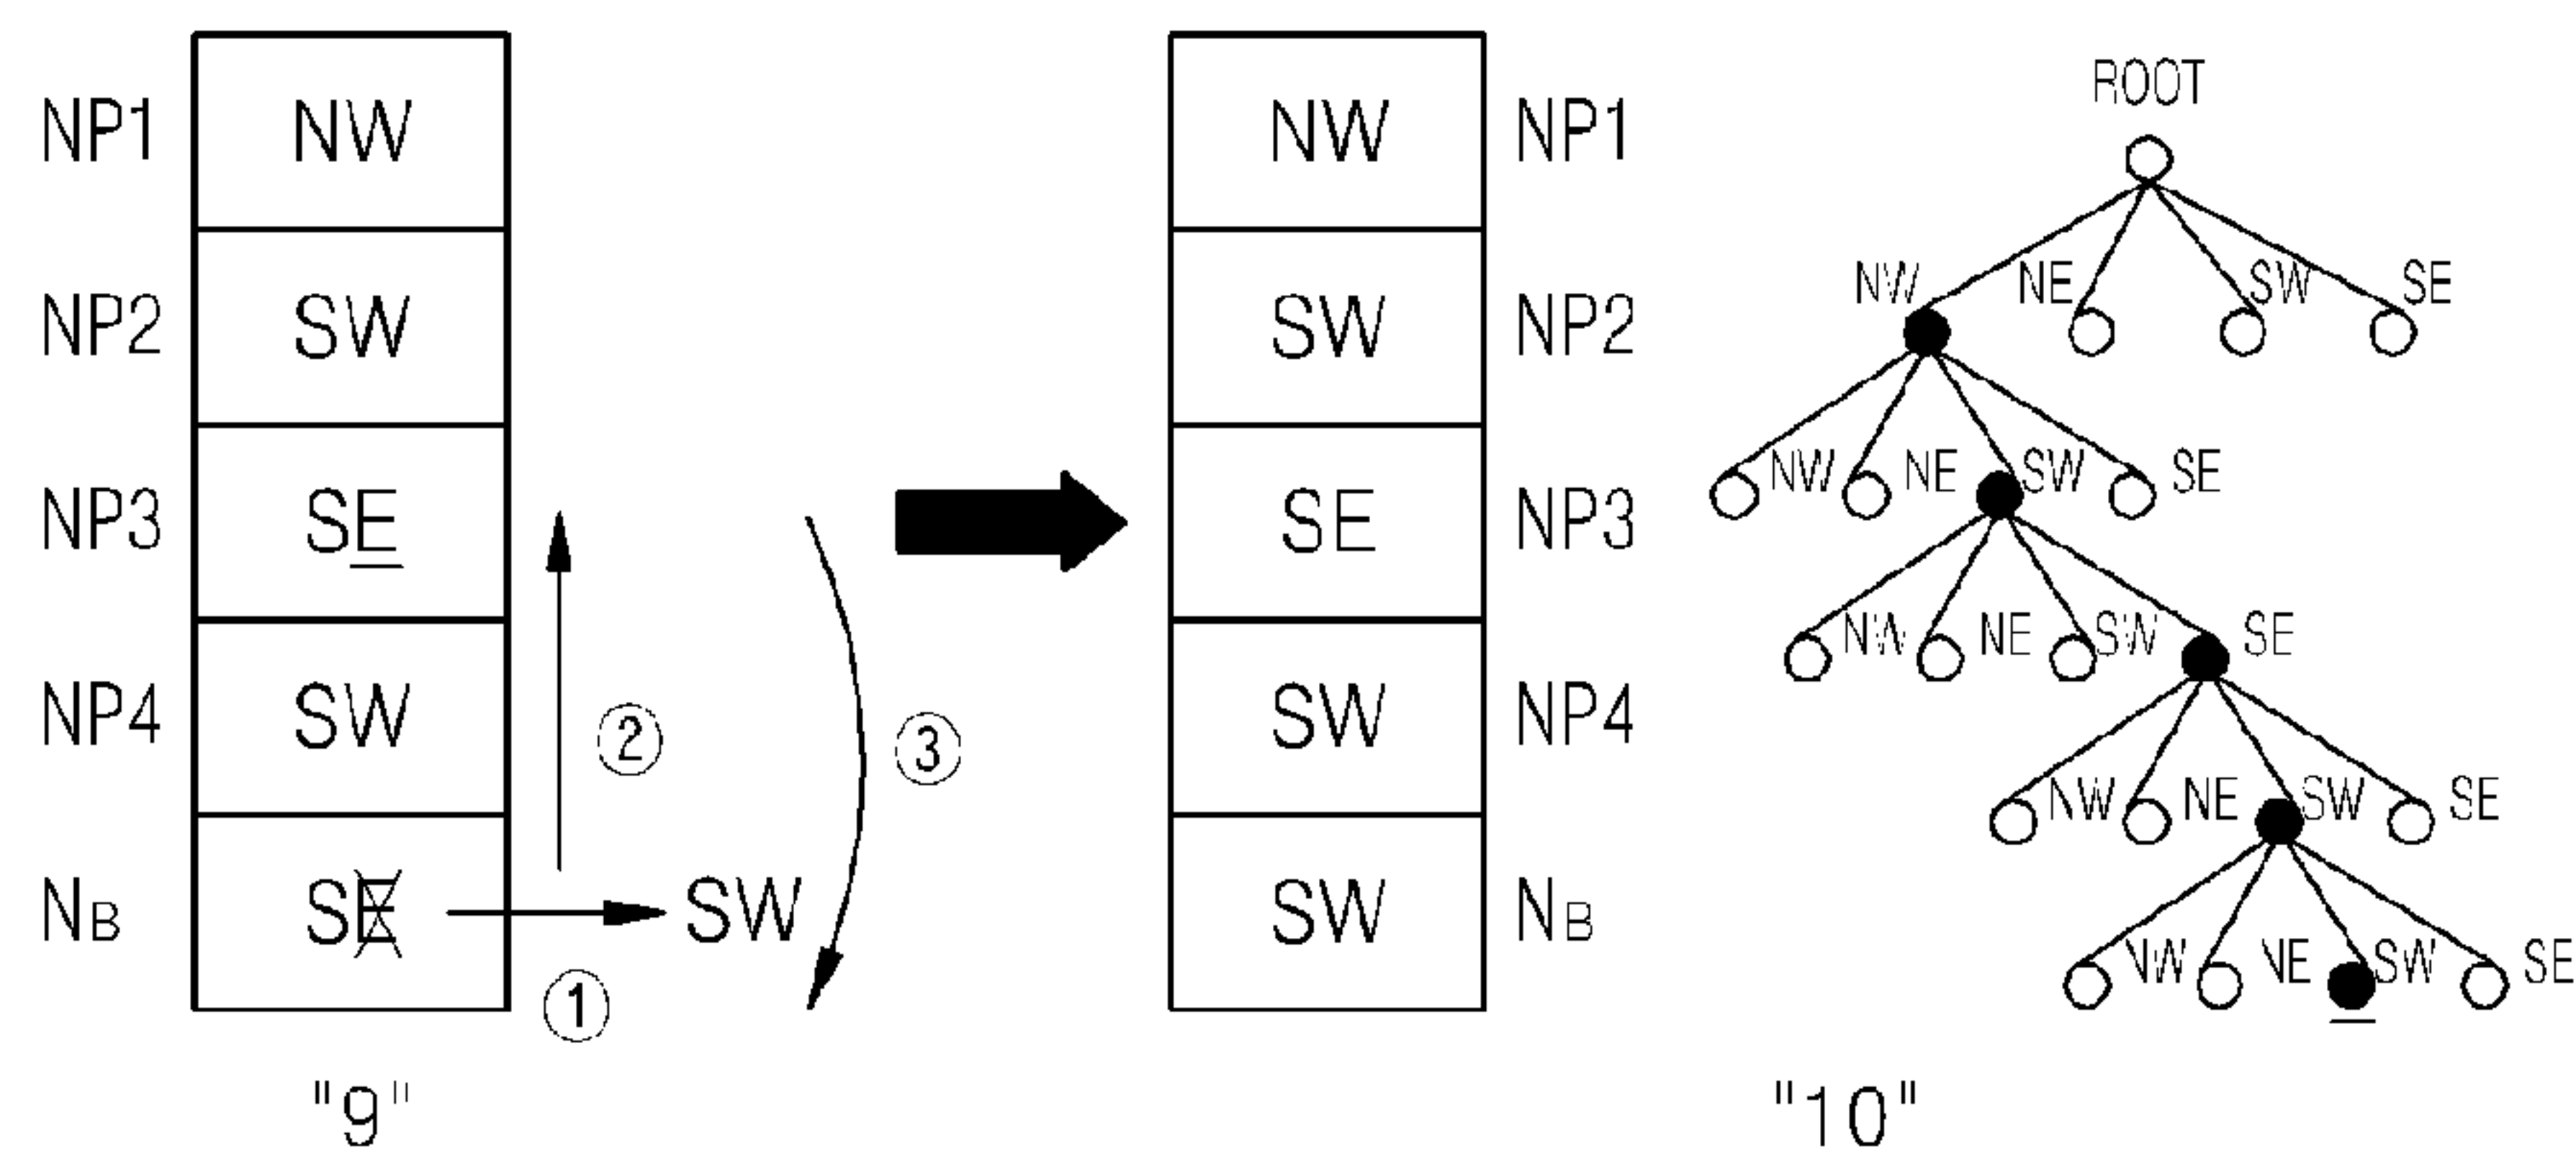 NP1 NW NW NP1 ROOT
NP2 SW SW NP2 NW NE SW SE
NP3 SE SE NP3 NW NE SW SE
NW NE SW SE
NP4 SW ② ③ SW NP4
NW NE SW SE
NB SE SW SW NB
NW NE SW SE
①
"9" "10"